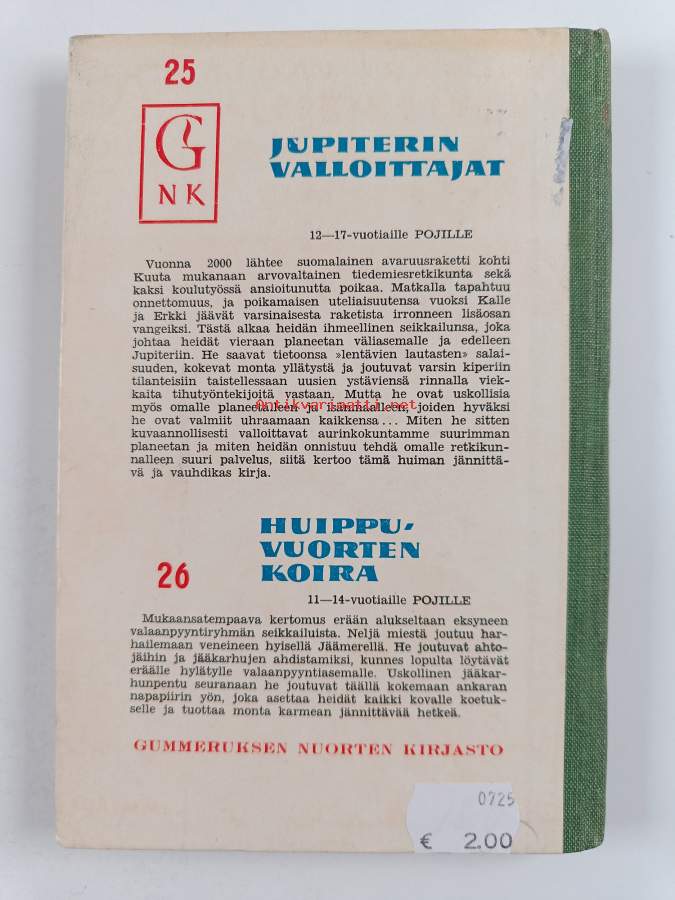 25
G
NK
JUPITERIN
VALLOITTAJAT
12—17-vuotiaille POJILLE
Vuonna 2000 lähtee suomalainen avaruusraketti kohti
Kuuta mukanaan arvovaltainen tiedemiesretkikunta sekä
kaksi koulutyössä ansioitunutta poikaa. Matkalla tapahtuu
onnettomuus, ja poikamaisen uteliaisuutensa vuoksi Kalle
ja Erkki jäävät varsinaisesta raketista irronneen lisäosan
vangeiksi. Tästä alkaa heidän ihmeellinen seikkailunsa, joka
johtaa heidät vieraan planeetan väliasemalle ja edelleen
Jupiteriin. He saavat tietoonsa »lentävien lautasten» salai-
suuden, kokevat monta yllätystä ja joutuvat varsin kiperiin
tilanteisiin taistellessaan uusien ystäviensä rinnalla viek-
kaita tihutyöntekijöitä vastaan. Mutta he ovat uskollisia
Antikvariaatti.net
myös omalle planeetalleen ja isänmaalleen, joiden hyväksi
he ovat valmiit uhraamaan kaikkensa... Miten he sitten
kuvaannollisesti valloittavat aurinkokuntamme suurimman
planeetan ja miten heidän onnistuu tehdä omalle retkikun-
nalleen suuri palvelus, siitä kertoo tämä huiman jännittä-
vä ja vauhdikas kirja.
26
HUIPPU-
VUORTEN
KOIRA
11—14-vuotiaille POJILLE
Mukaansatempaava kertomus erään alukseltaan eksyneen
valaanpyyntiryhmän seikkailuista. Neljä miestä joutuu har-
hailemaan veneineen hyisellä Jäämerellä. He joutuvat ahto-
jäihin ja jääkarhujen ahdistamiksi, kunnes lopulta löytävät
eräälle hylätylle valaanpyyntiasemalle. Uskollinen jääkar-
hunpentu seuranaan he joutuvat täällä kokemaan ankaran
napapiirin yön, joka asettaa heidät kaikki kovalle koetuk-
selle ja tuottaa monta karmean jännittävää hetkeä.
GUMMERUKSEN NUORTEN KIRJASTO
0725
€ 2.00